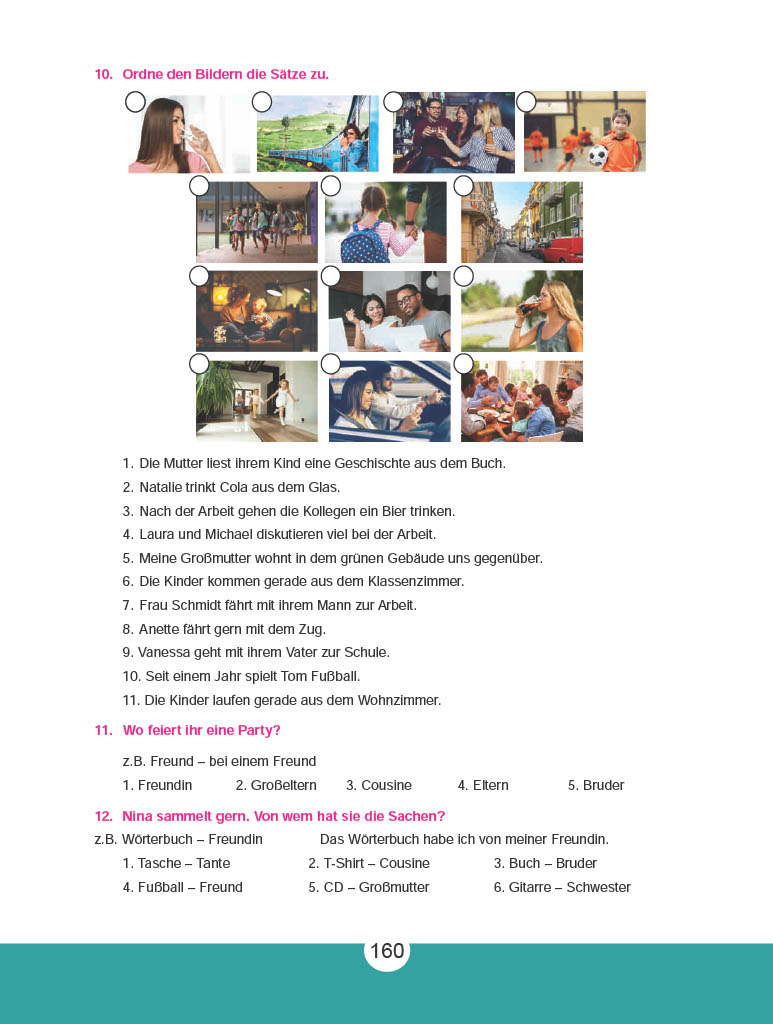 10. Ordne den Bildern die Sätze zu.
1. Die Mutter liest ihrem Kind eine Geschichte aus dem Buch.
2. Natalie trinkt Cola aus dem Glas.
3. Nach der Arbeit gehen die Kollegen ein Bier trinken.
4. Laura und Michael diskutieren viel bei der Arbeit.
5. Meine Großmutter wohnt in dem grünen Gebäude uns gegenüber.
6. Die Kinder kommen gerade aus dem Klassenzimmer.
7. Frau Schmidt fährt mit ihrem Mann zur Arbeit.
8. Anette fährt gern mit dem Zug.
9. Vanessa geht mit ihrem Vater zur Schule.
10. Seit einem Jahr spielt Tom Fußball.
11. Die Kinder laufen gerade aus dem Wohnzimmer.
11. Wo feiert ihr eine Party?
z.B. Freund – bei einem Freund
1. Freundin 2. Großeltern 3. Cousine 4. Eltern 5. Bruder
12. Nina sammelt gern. Von wem hat sie die Sachen?
z.B. Wörterbuch – Freundin Das Wörterbuch habe ich von meiner Freundin.
1. Tasche – Tante 2. T-Shirt – Cousine 3. Buch – Bruder
4. Fußball – Freund 5. CD – Großmutter 6. Gitarre – Schwester
160